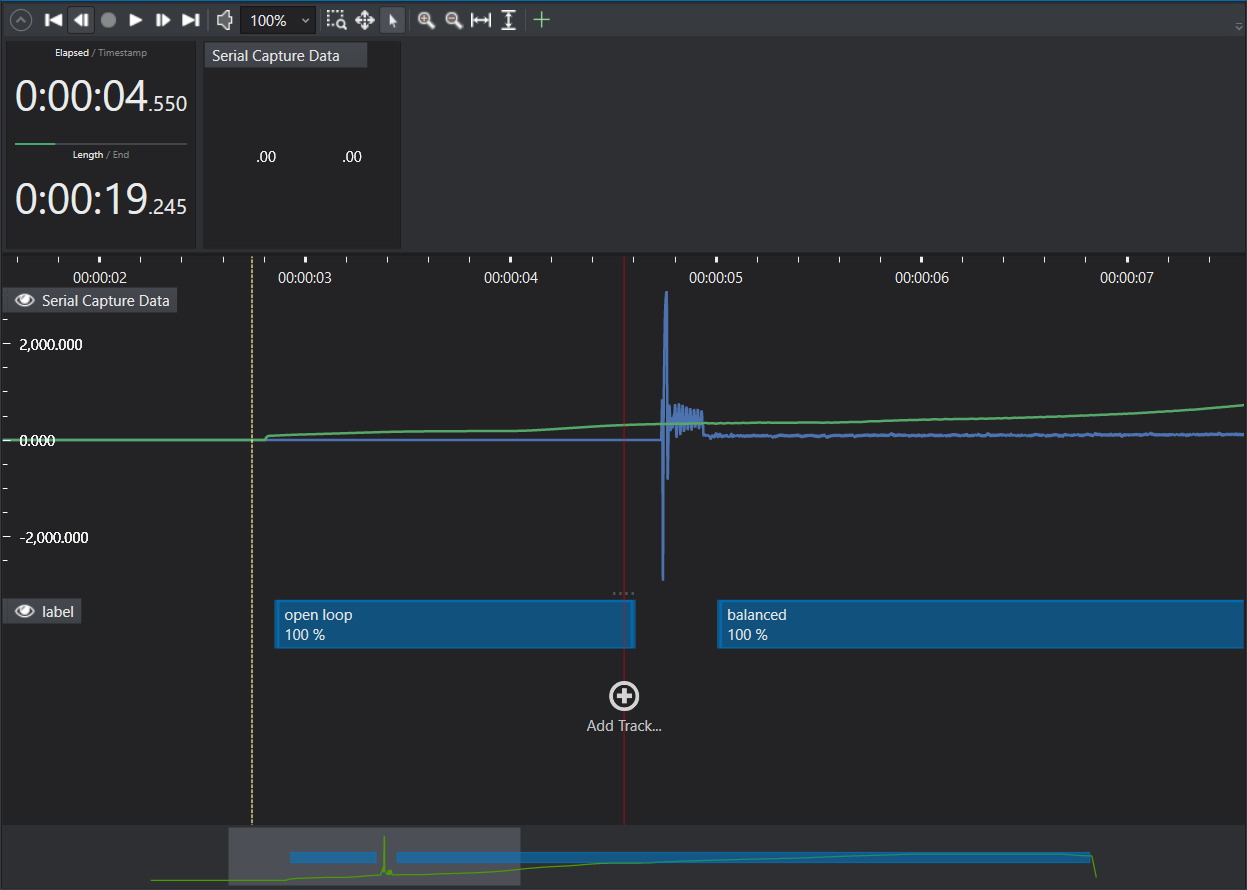 100%
Elapsed / Timestamp
0:00:04.550
Length / End
0:00:19.245
Serial Capture Data
.00 .00
00:00:02 00:00:03 00:00:04 00:00:05 00:00:06 00:00:07
Serial Capture Data
2,000.000
0.000
-2,000.000
label
open loop
100 %
balanced
100 %
Add Track...